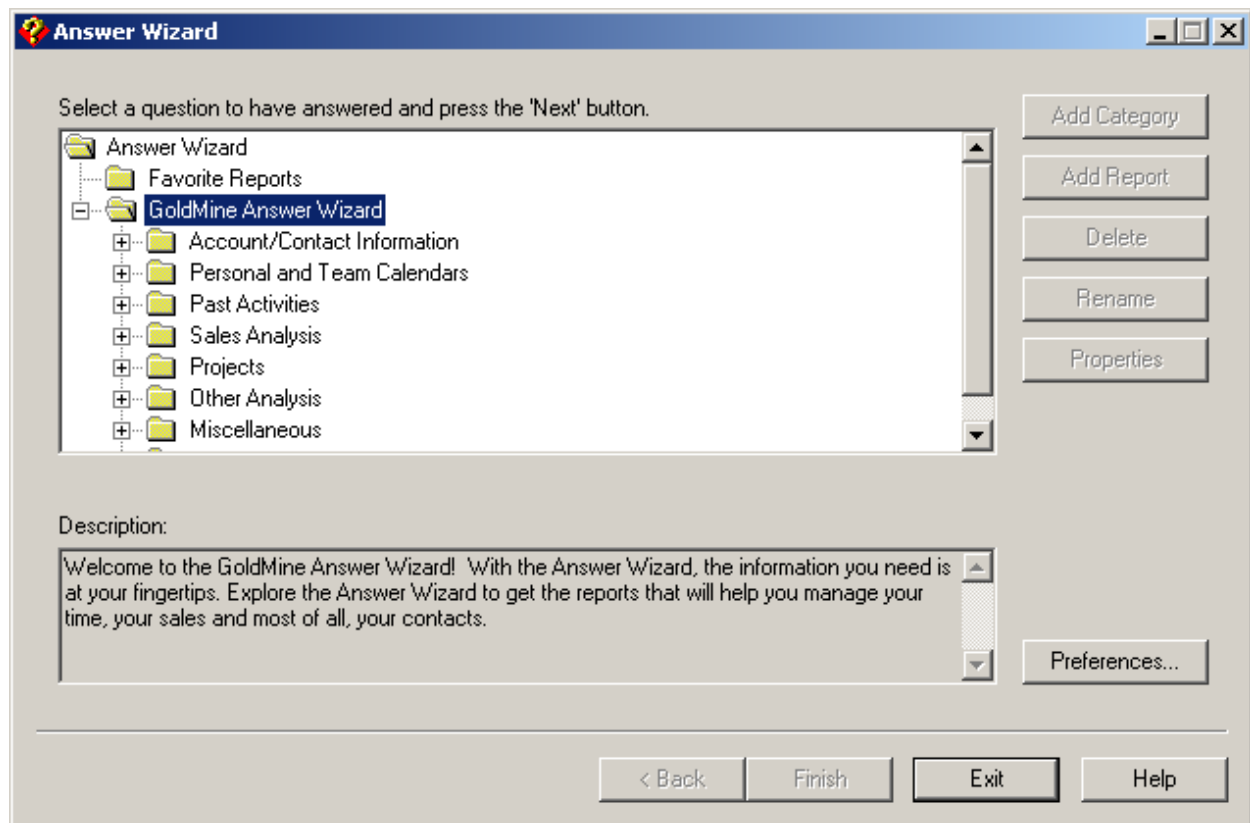 Answer Wizard
Select a question to have answered and press the 'Next' button.
Answer Wizard
Favorite Reports
GoldMine Answer Wizard
Account/Contact Information
Personal and Team Calendars
Past Activities
Sales Analysis
Projects
Other Analysis
Miscellaneous
Add Category
Add Report
Delete
Rename
Properties
Description:
Welcome to the GoldMine Answer Wizard!  With the Answer Wizard, the information you need is
at your fingertips. Explore the Answer Wizard to get the reports that will help you manage your
time, your sales and most of all, your contacts.
Preferences...
< Back
Finish
Exit
Help